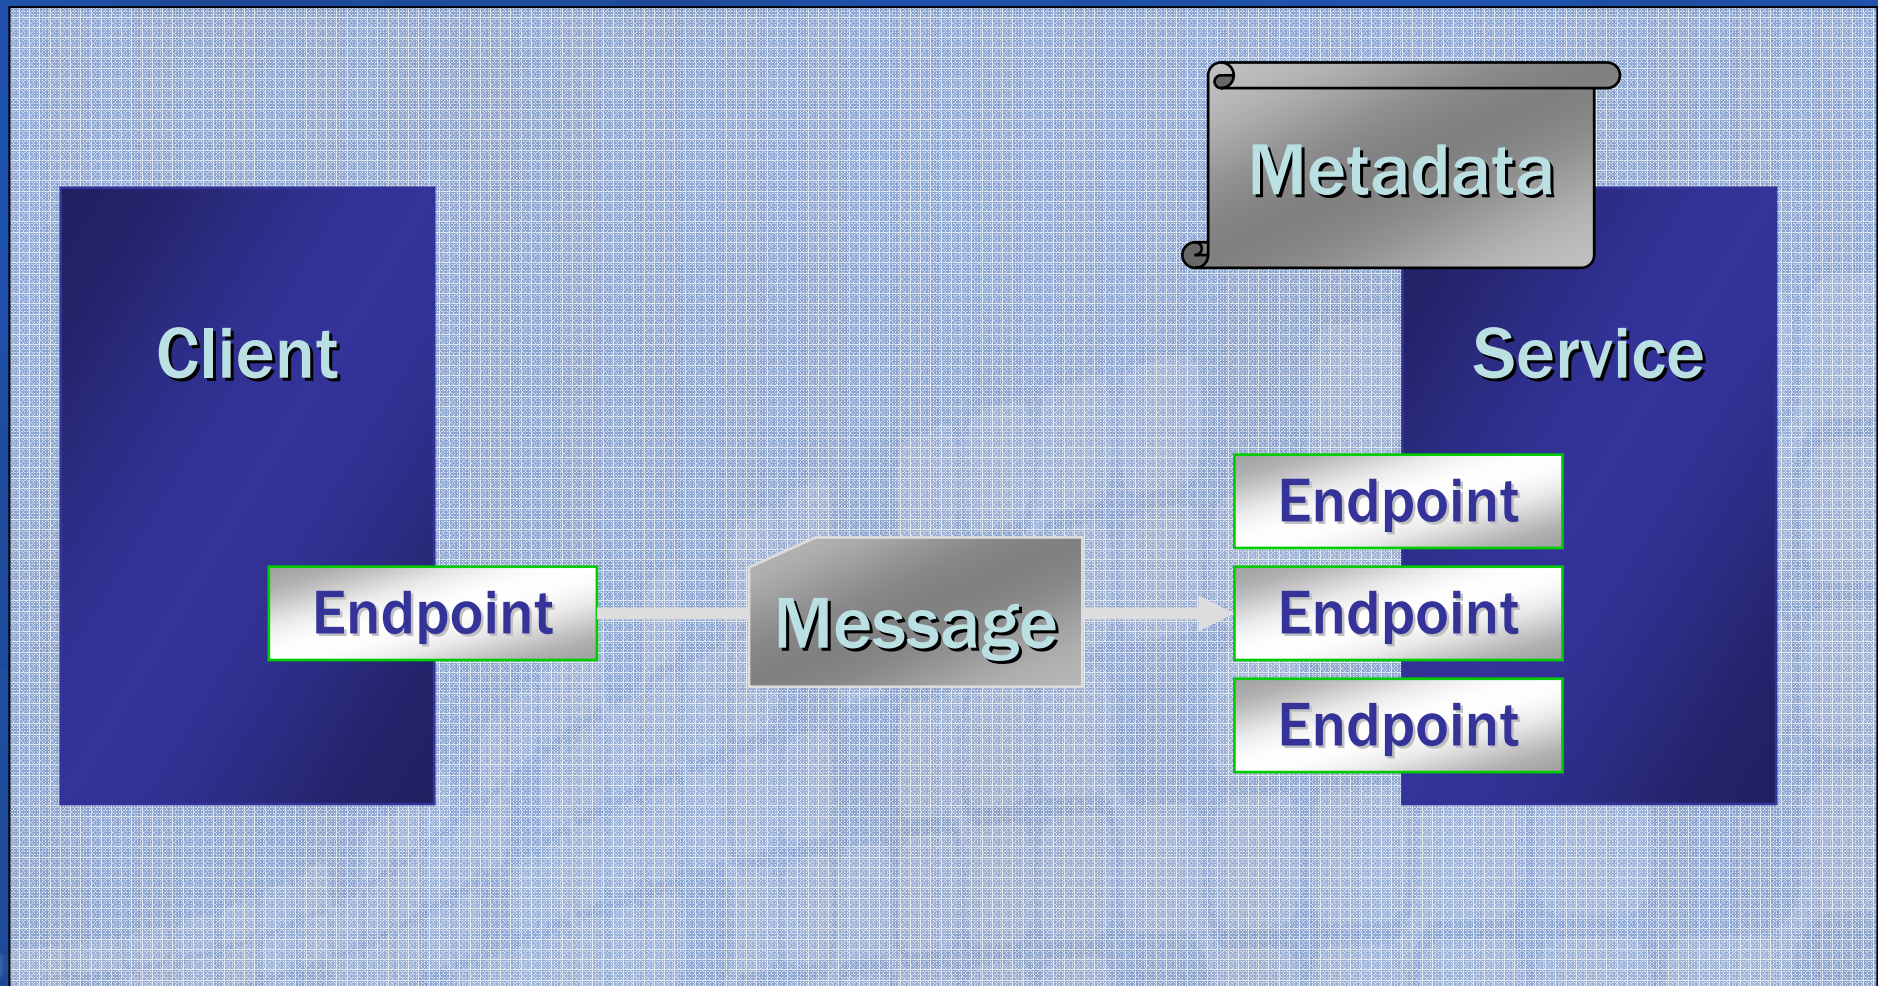 Metadata
Client
Service
Endpoint
Endpoint
Message
Endpoint
Endpoint